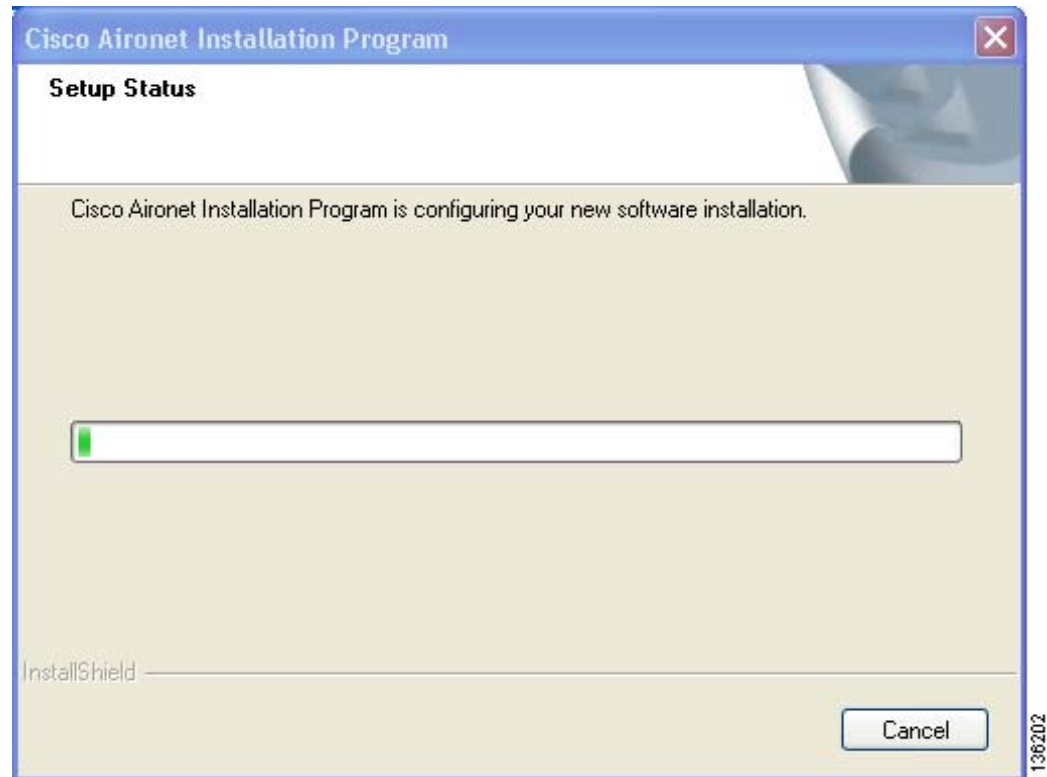 Cisco Aironet Installation Program
Setup Status
Cisco Aironet Installation Program is configuring your new software installation.
InstallShield
Cancel
136202